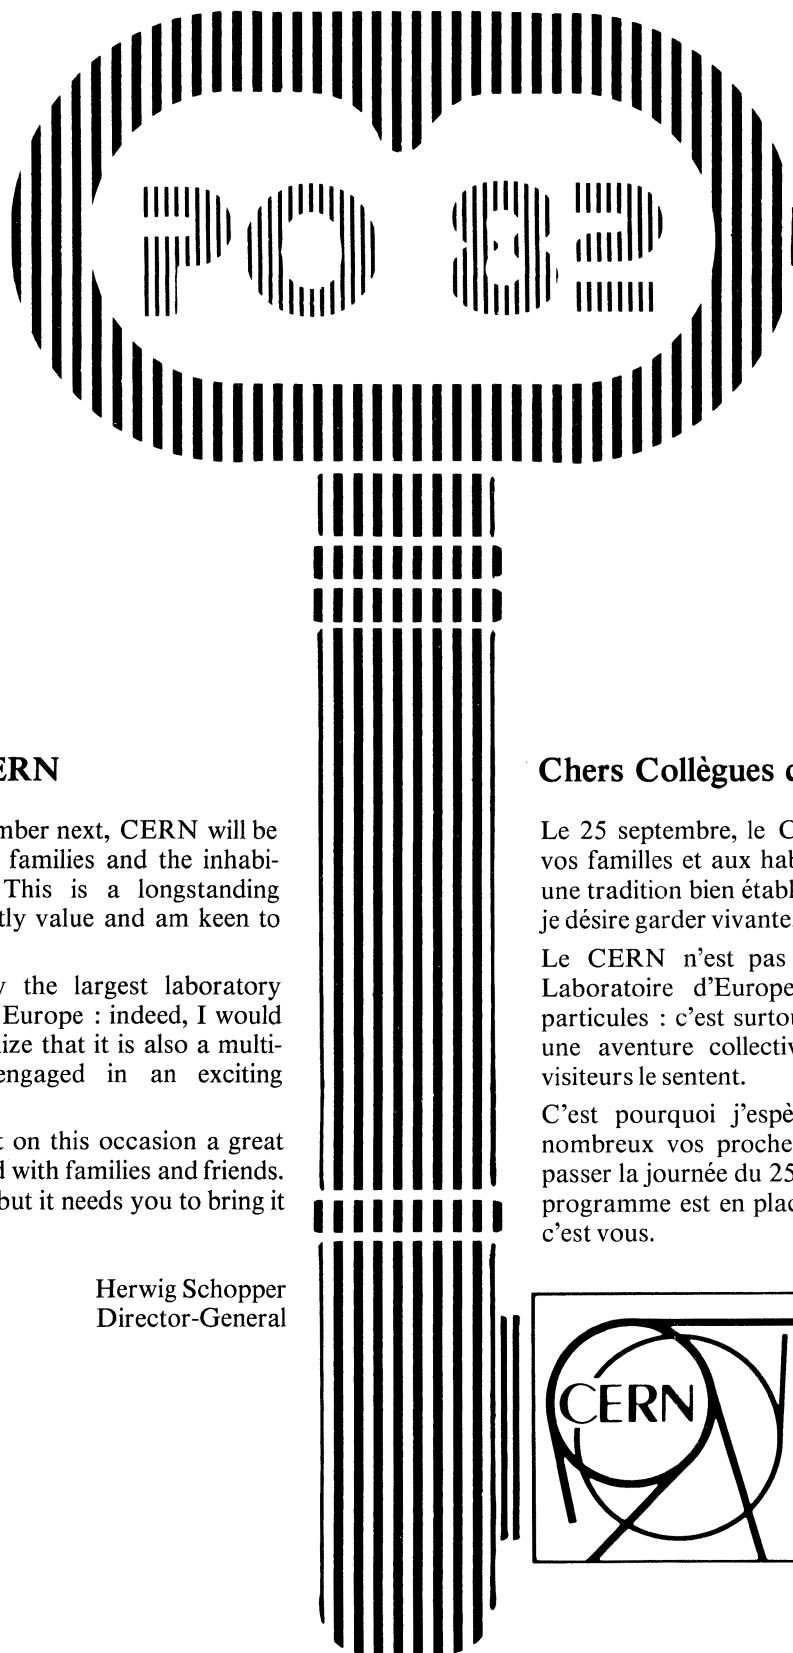 PO 82
ERN
mber next, CERN will be
families and the inhabi-
This is a longstanding
tly value and am keen to
the largest laboratory
Europe : indeed, I would
ize that it is also a multi-
engaged in an exciting
on this occasion a great
d with families and friends.
but it needs you to bring it
Herwig Schopper
Director-General
Chers Collègues
Le 25 septembre, le C
vos familles et aux hab
une tradition bien établ
je désire garder vivante.
Le CERN n'est pas
Laboratoire d'Europe
particules : c'est surtou
une aventure collectiv
visiteurs le sentent.
C'est pourquoi j'espè
nombreux vos proche
passer la journée du 25
programme est en plac
c'est vous.
CERN